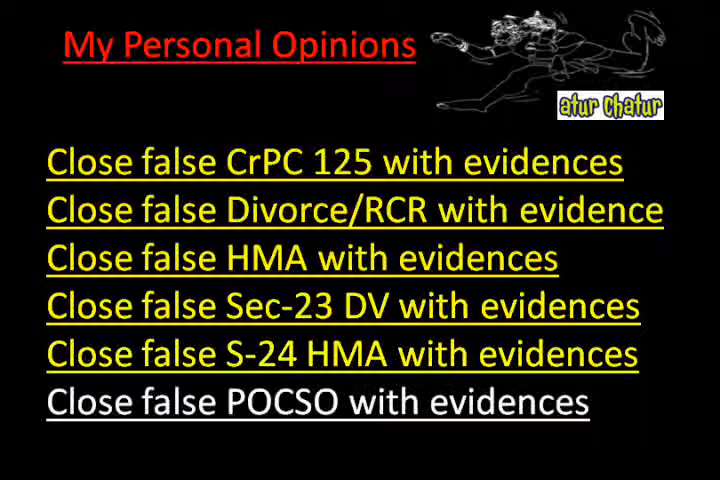 My Personal Opinions
atur chatur
Close false CrPC 125 with evidences
Close false Divorce/RCR with evidence
Close false HMA with evidences
Close false Sec-23 DV with evidences
Close false S-24 HMA with evidences
Close false POCSO with evidences